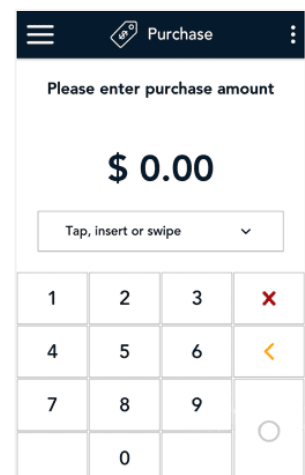 Purchase
Please enter purchase amount
$ 0.00
Tap, insert or swipe
1 2 3
4 5 6
7 8 9
0